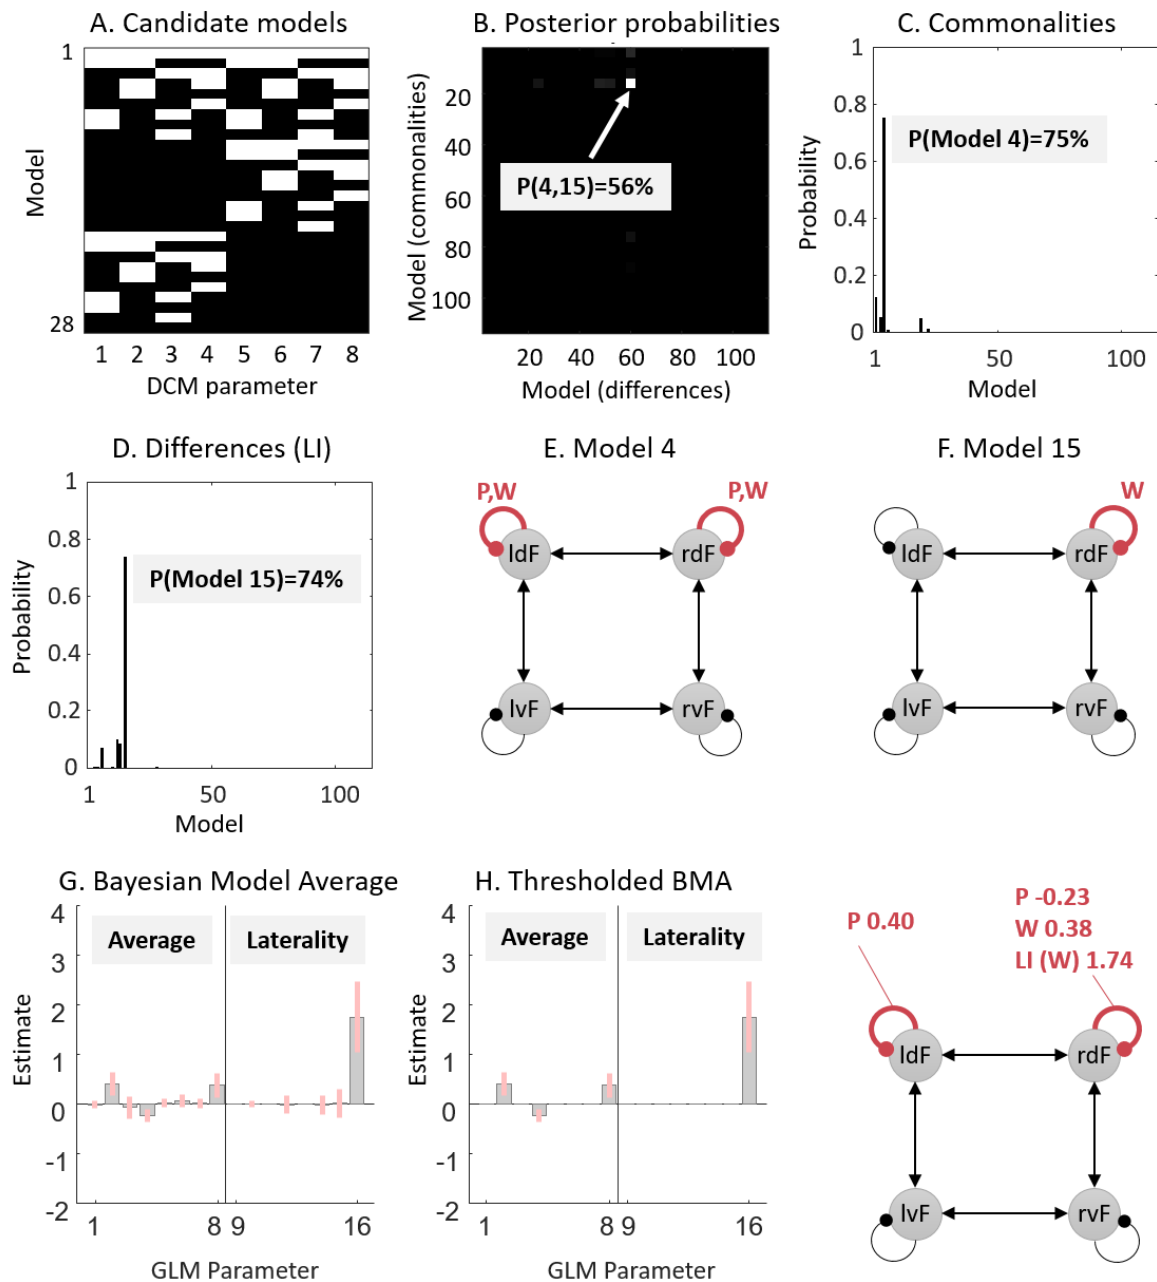 A. Candidate models
1
Model
28
1 2 3 4 5 6 7 8
DCM parameter
B. Posterior probabilities
Model (commonalities)
20
40
60
80
100
P(4,15)=56%
20 40 60 80 100
Model (differences)
C. Commonalities
Probability
1
0.8
0.6
0.4
0.2
0
P(Model 4)=75%
1 50 100
Model
D. Differences (LI)
Probability
1
0.8
0.6
0.4
0.2
0
P(Model 15)=74%
1 50 100
Model
E. Model 4
P,W P,W
ldF rdF
lvF rvF
F. Model 15
W
ldF rdF
lvF rvF
G. Bayesian Model Average
Estimate
4
3
2
1
0
-1
-2
Average Laterality
1 8 9 16
GLM Parameter
H. Thresholded BMA
Estimate
4
3
2
1
0
-1
-2
Average Laterality
1 8 9 16
GLM Parameter
P 0.40
P -0.23
W 0.38
LI (W) 1.74
ldF rdF
lvF rvF